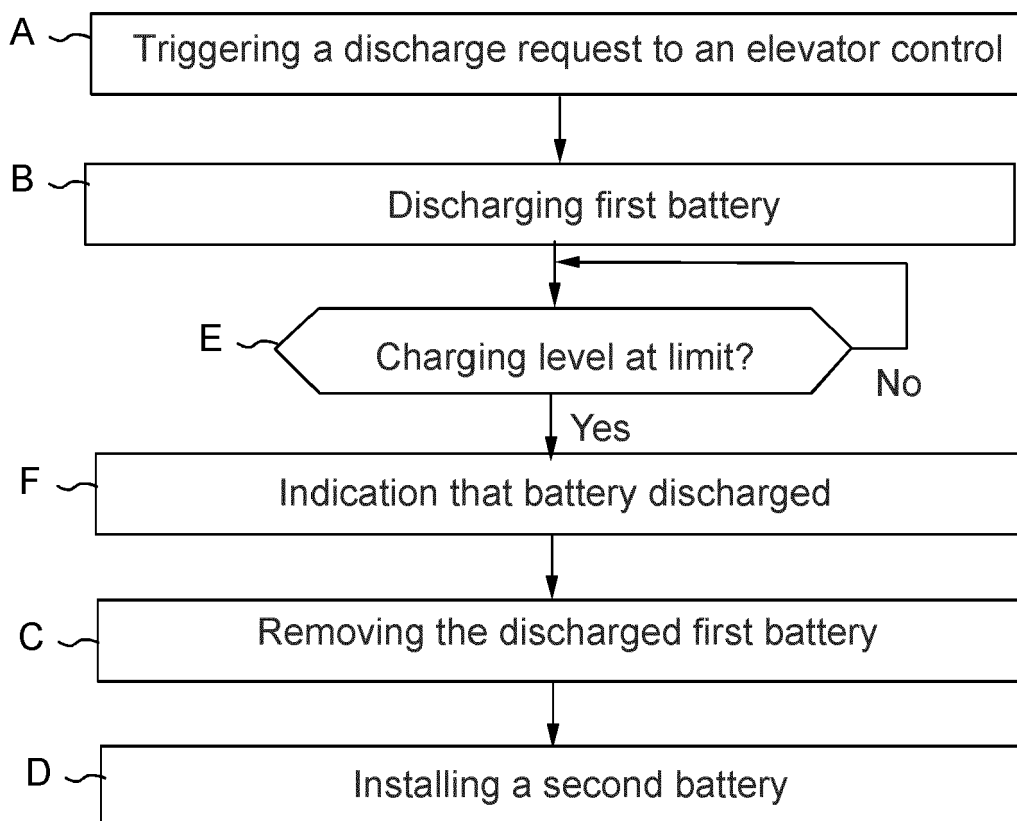 A
Triggering a discharge request to an elevator control
B
Discharging first battery
E
Charging level at limit?
No
Yes
F
Indication that battery discharged
C
Removing the discharged first battery
D
Installing a second battery